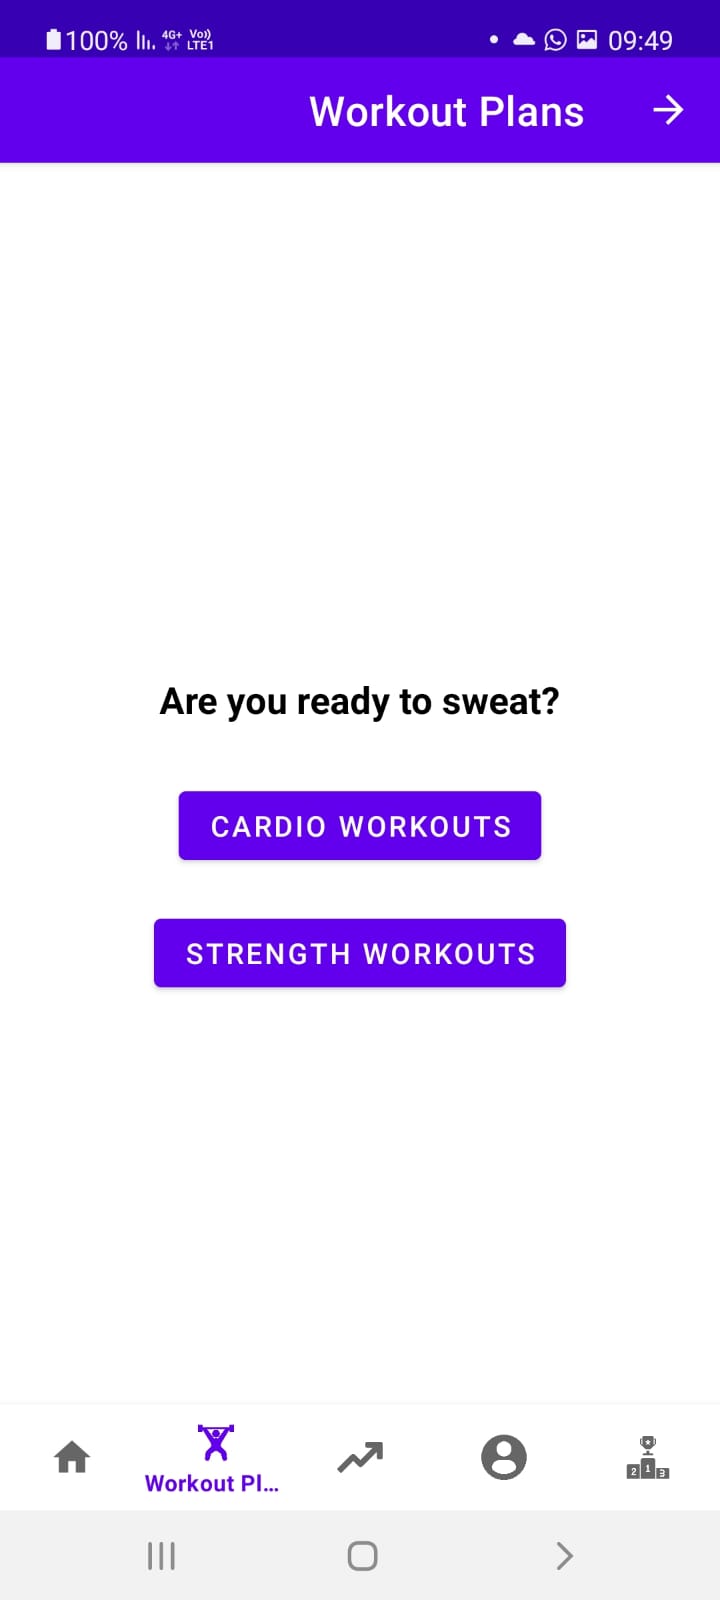 100% 4G+ Vo)) LTE1 09:49
Workout Plans
Are you ready to sweat?
CARDIO WORKOUTS
STRENGTH WORKOUTS
2 1 3
Workout Pl...